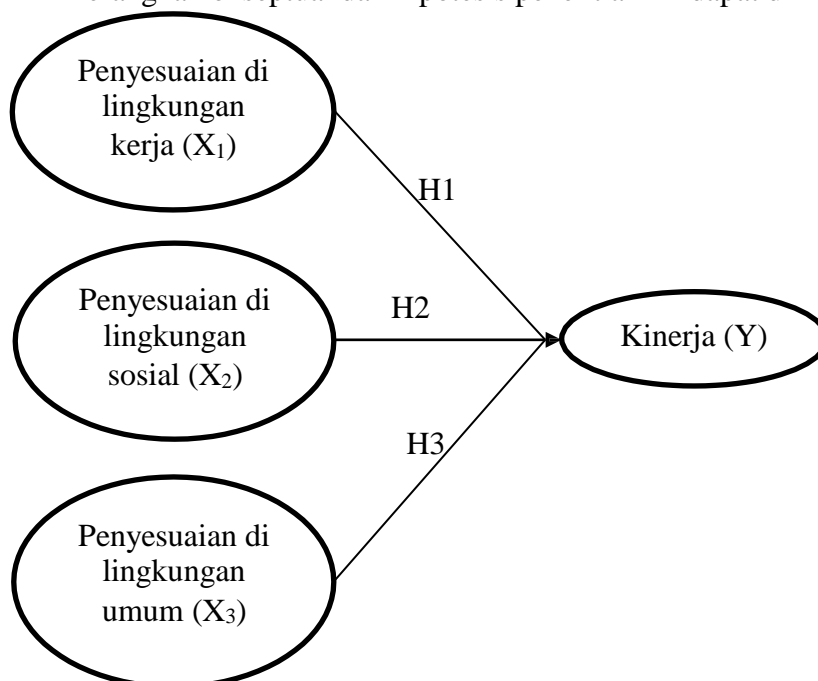 dapat
Penyesuaian di
lingkungan
kerja (X₁)
H1
Penyesuaian di
lingkungan
sosial (X₂)
H2
Kinerja (Y)
H3
Penyesuaian di
lingkungan
umum (X₃)